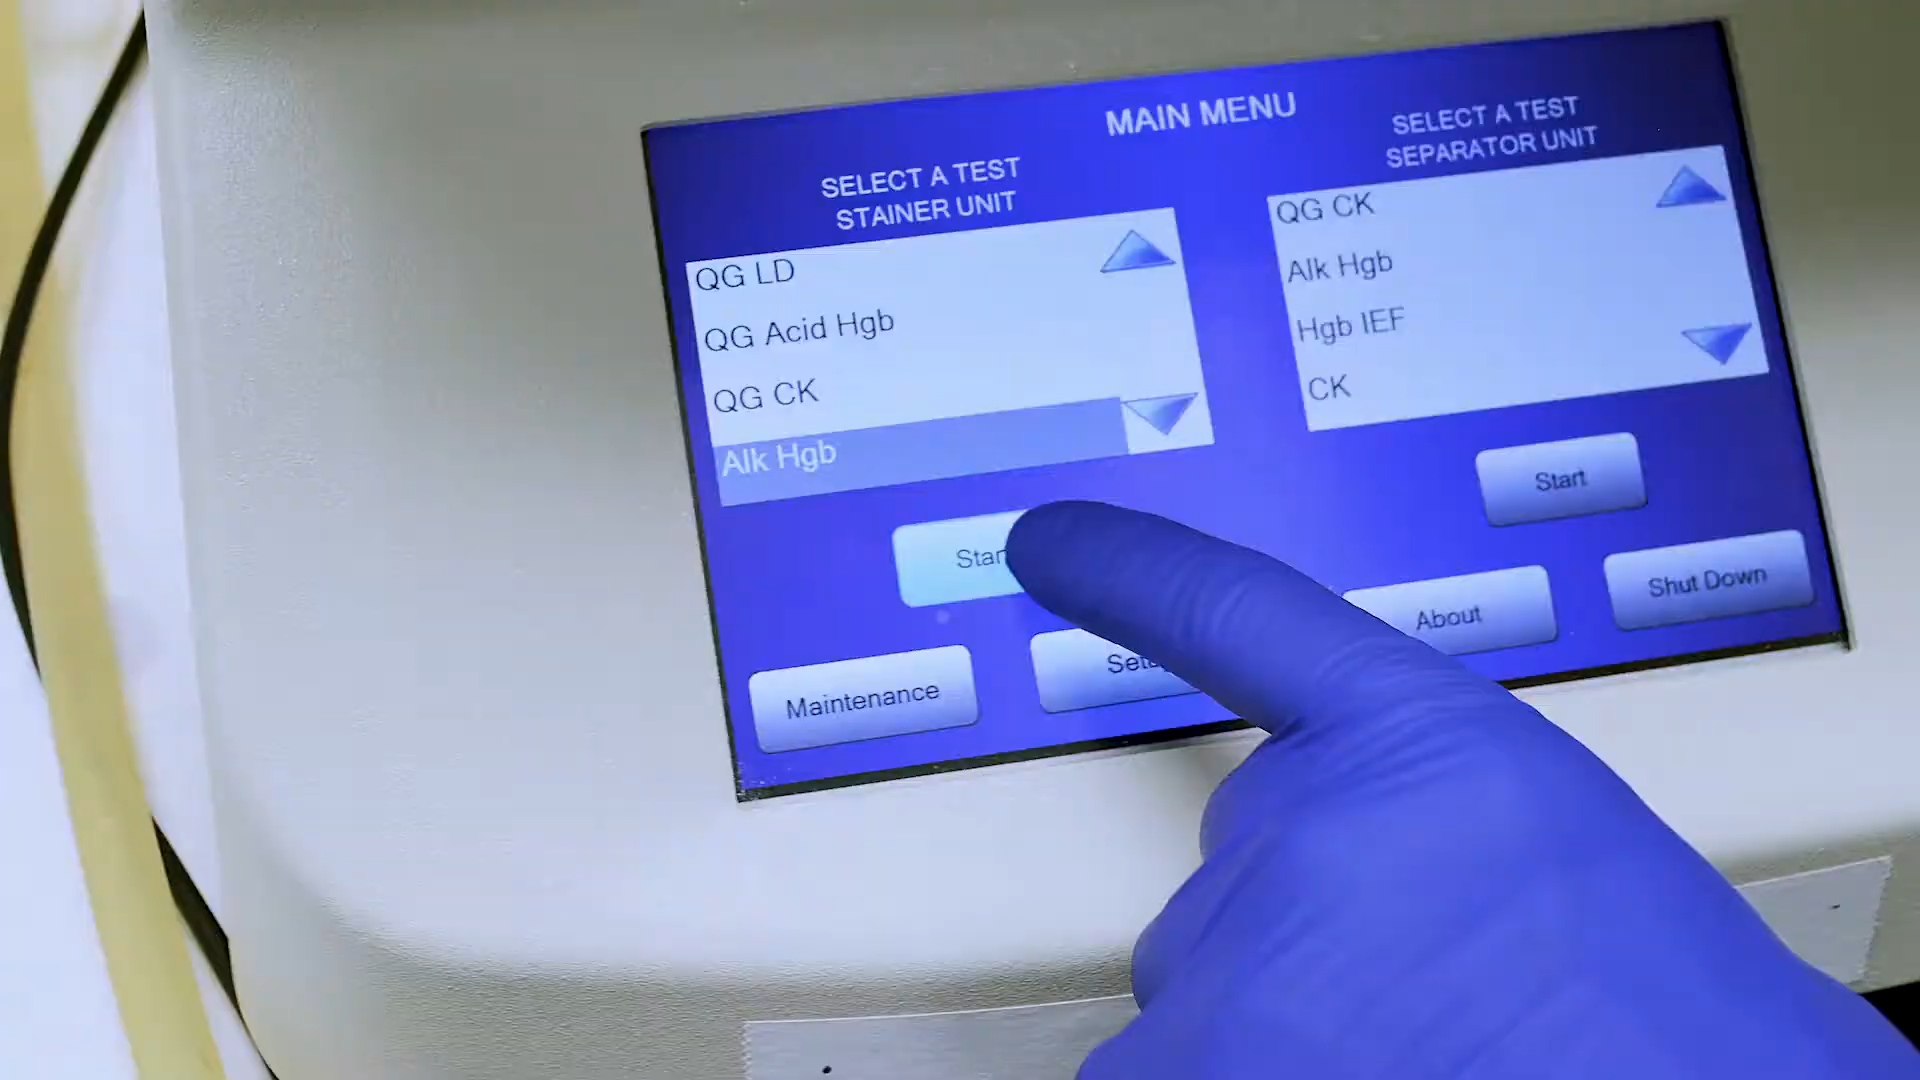 MAIN MENU
SELECT A TEST
STAINER UNIT
QG LD
QG Acid Hgb
QG CK
Alk Hgb
SELECT A TEST
SEPARATOR UNIT
QG CK
Alk Hgb
Hgb IEF
CK
Start
Maintenance
About
Shut Down